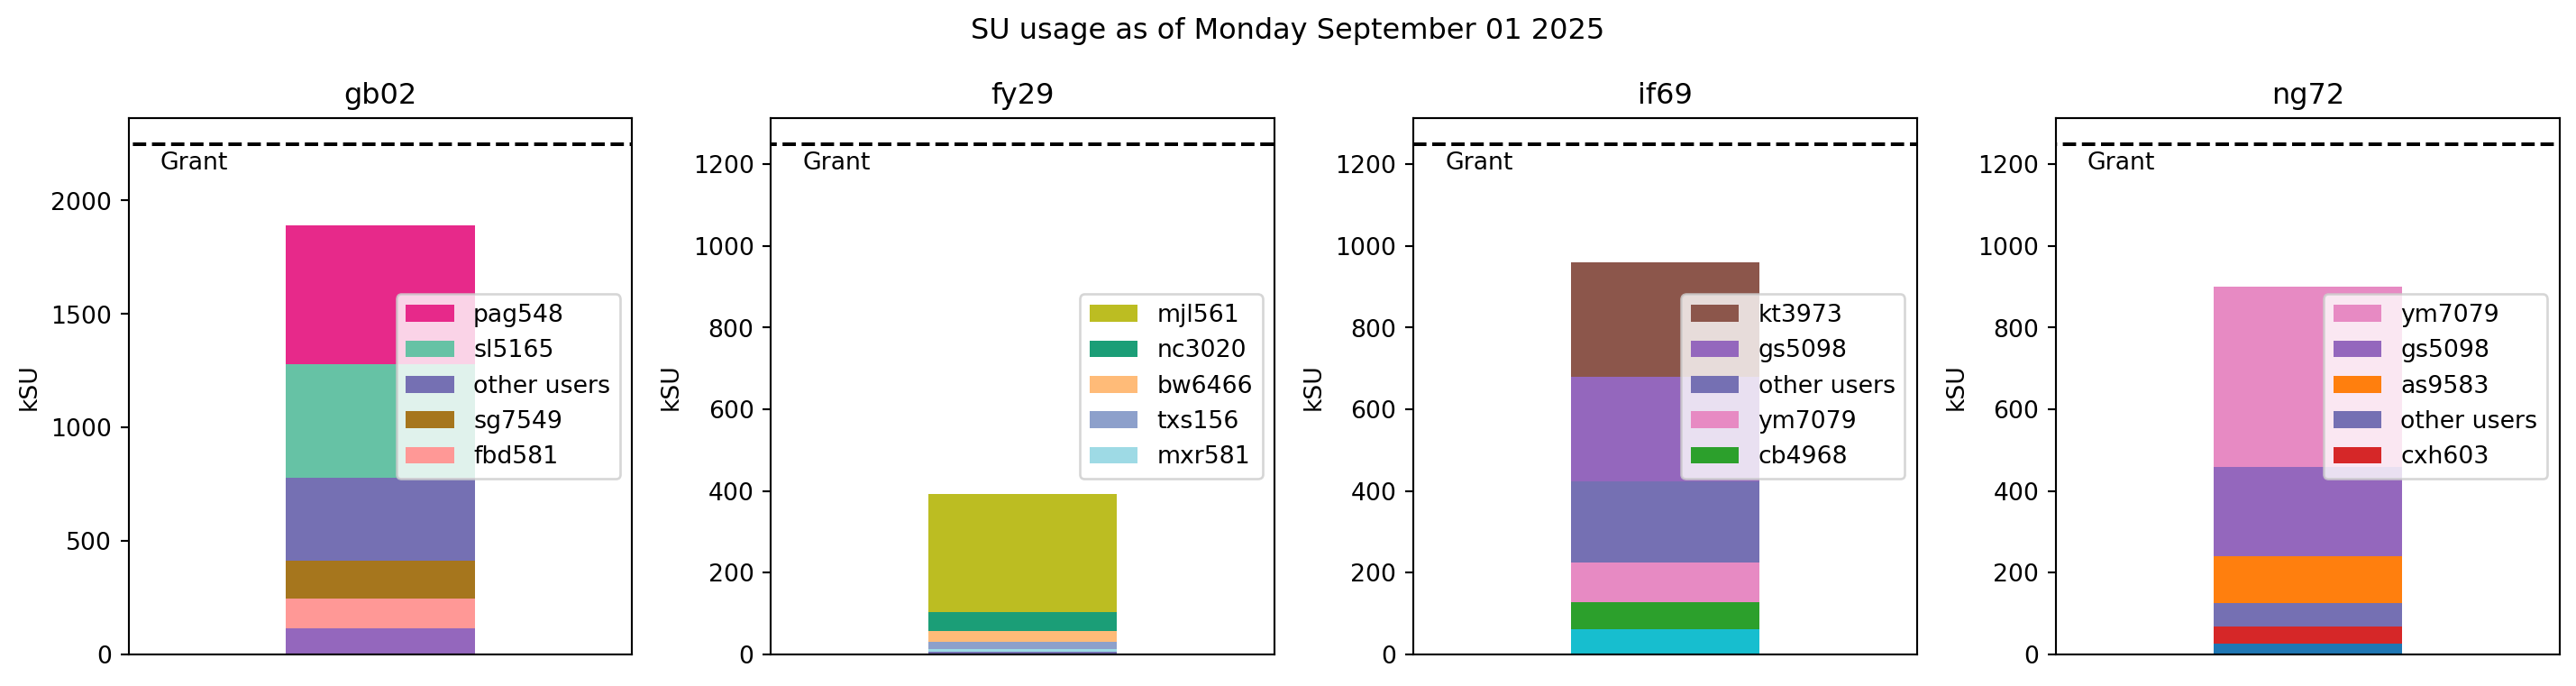 SU usage as of Monday September 01 2025
gb02
kSU
2000
1500
1000
500
0
Grant
pag548
sl5165
other users
sg7549
fbd581
fy29
kSU
1200
1000
800
600
400
200
0
Grant
mjl561
nc3020
bw6466
txs156
mxr581
if69
kSU
1200
1000
800
600
400
200
0
Grant
kt3973
gs5098
other users
ym7079
cb4968
ng72
kSU
1200
1000
800
600
400
200
0
Grant
ym7079
gs5098
as9583
other users
cxh603